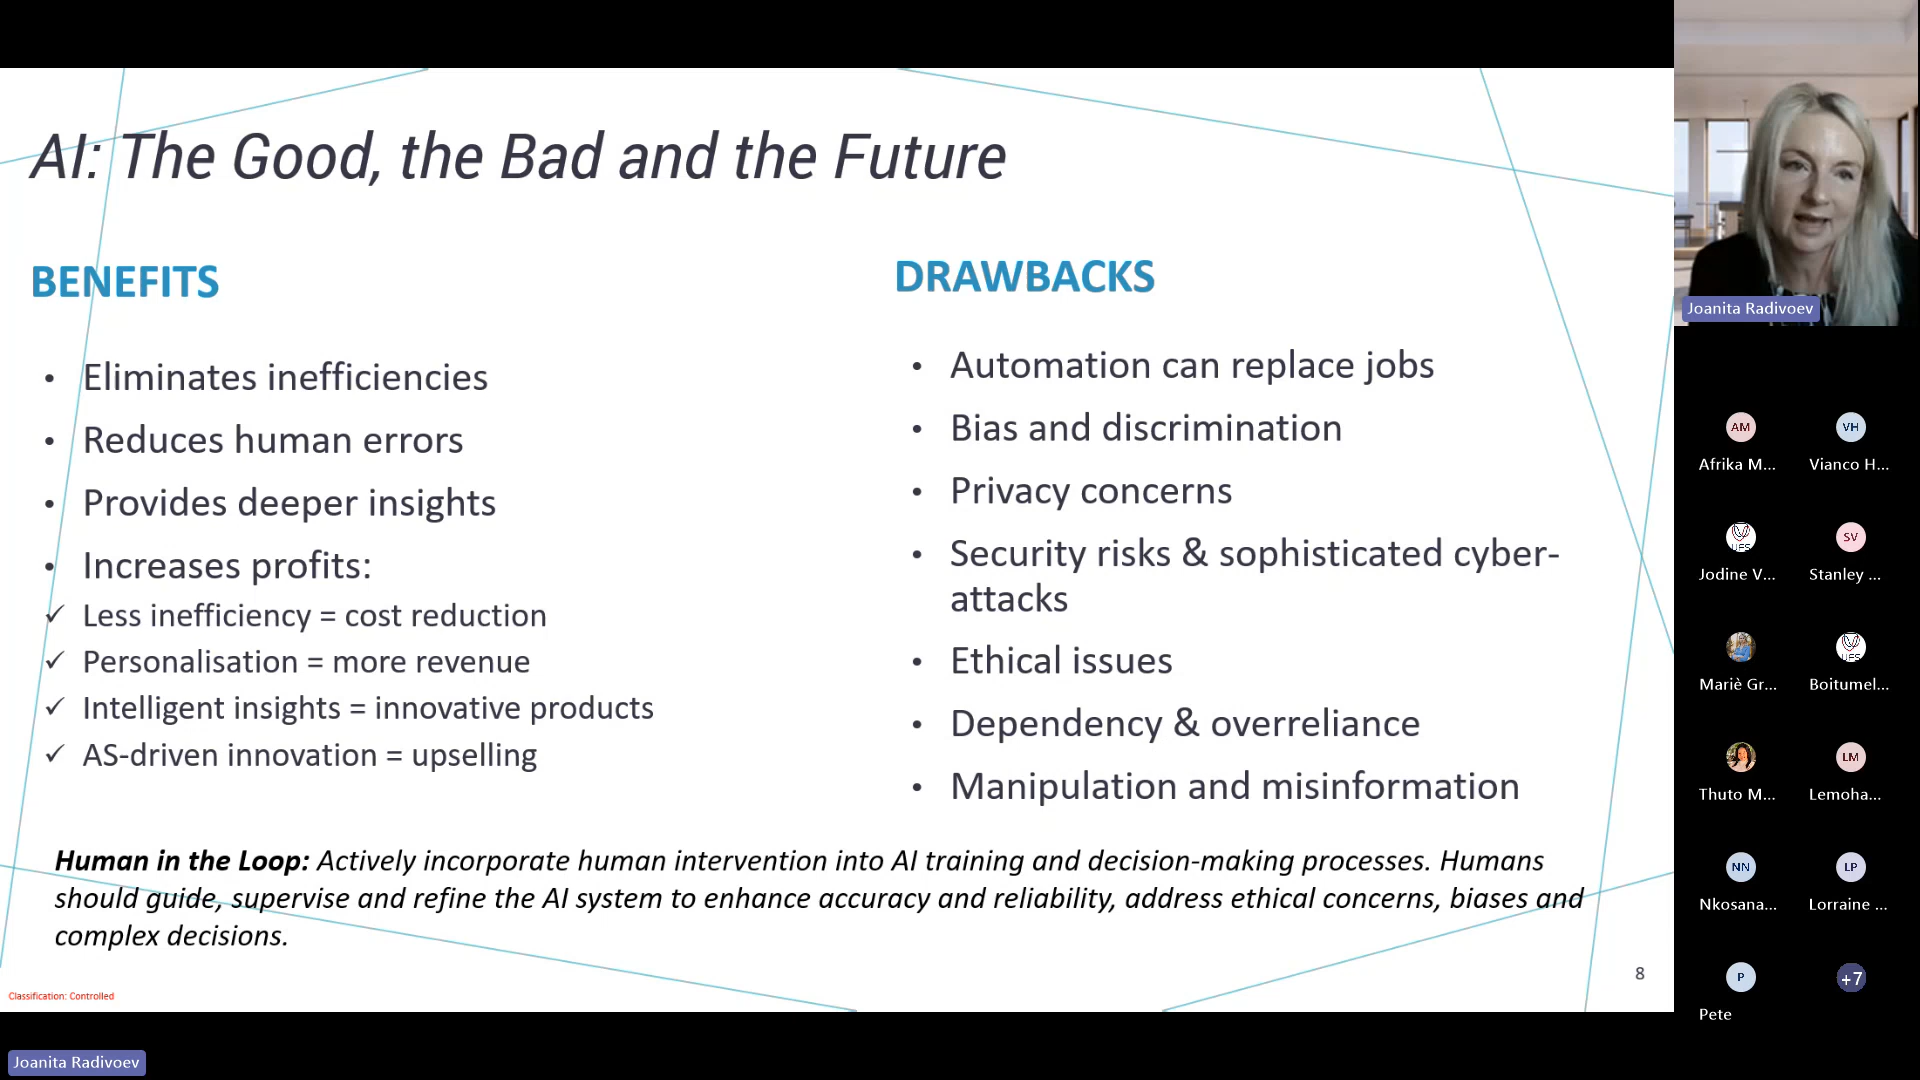 AI: The Good, the Bad and the Future
BENEFITS
• Eliminates inefficiencies
• Reduces human errors
• Provides deeper insights
• Increases profits:
✓ Less inefficiency = cost reduction
✓ Personalisation = more revenue
✓ Intelligent insights = innovative products
✓ AS-driven innovation = upselling
DRAWBACKS
• Automation can replace jobs
• Bias and discrimination
• Privacy concerns
• Security risks & sophisticated cyber-
attacks
• Ethical issues
• Dependency & overreliance
• Manipulation and misinformation
Human in the Loop: Actively incorporate human intervention into AI training and decision-making processes. Humans
should guide, supervise and refine the AI system to enhance accuracy and reliability, address ethical concerns, biases and
complex decisions.
8
Classification: Controlled
Joanita Radivoev
Joanita Radivoev
AM
VH
Afrika M...
Vianco H...
UFS
SV
Jodine V...
Stanley ...
UFS
Mariè Gr...
Boitumel...
LM
Thuto M...
Lemoha...
NN
LP
Nkosana...
Lorraine ...
P
+7
Pete